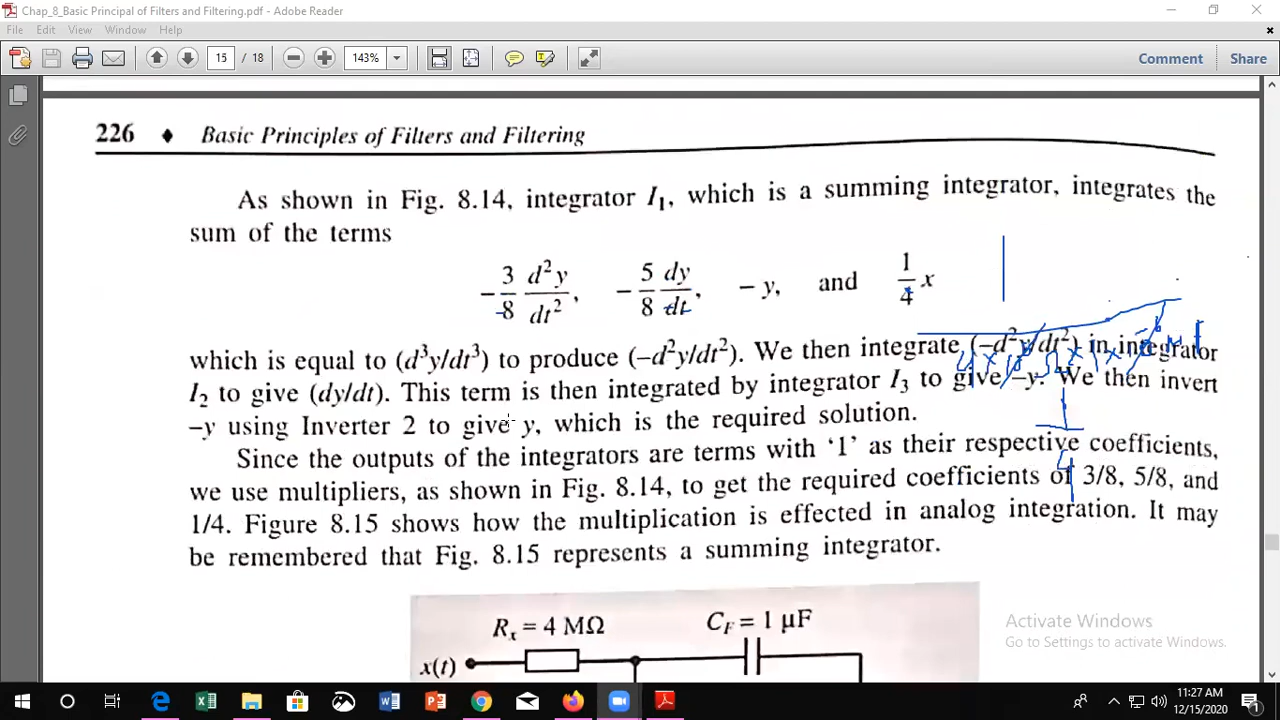 Chap_8_Basic Principal of Filters and Filtering.pdf - Adobe Reader
File Edit View Window Help
15 / 18 143% Comment Share
226 ♦ Basic Principles of Filters and Filtering
As shown in Fig. 8.14, integrator I₁, which is a summing integrator, integrates the
sum of the terms
-3/8 d²y/dt², -5/8 dy/dt, -y, and 1/4 x
which is equal to (d³y/dt³) to produce (-d²y/dt²). We then integrate (-d²y/dt²) in integrator
I₂ to give (dy/dt). This term is then integrated by integrator I₃ to give -y. We then invert
-y using Inverter 2 to give y, which is the required solution.
Since the outputs of the integrators are terms with '1' as their respective coefficients,
we use multipliers, as shown in Fig. 8.14, to get the required coefficients of 3/8, 5/8, and
1/4. Figure 8.15 shows how the multiplication is effected in analog integration. It may
be remembered that Fig. 8.15 represents a summing integrator.
Rₓ = 4 MΩ C_F = 1 μF
x(t)
Activate Windows
Go to Settings to activate Windows.
11:27 AM
12/15/2020